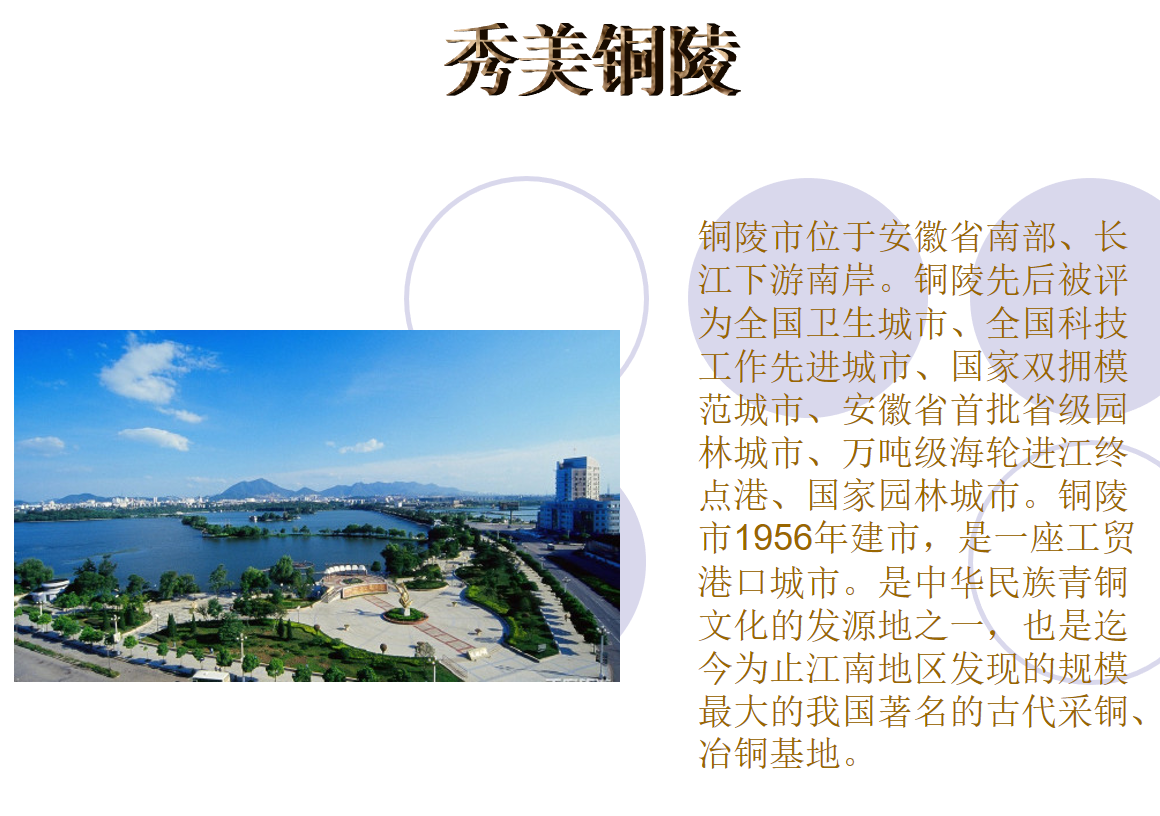 秀美铜陵
铜陵市位于安徽省南部、长
江下游南岸。铜陵先后被评
为全国卫生城市、全国科技
工作先进城市、国家双拥模
范城市、安徽省首批省级园
林城市、万吨级海轮进江终
点港、国家园林城市。铜陵
市1956年建市，是一座工贸
港口城市。是中华民族青铜
文化的发源地之一，也是迄
今为止江南地区发现的规模
最大的我国著名的古代采铜、
冶铜基地。